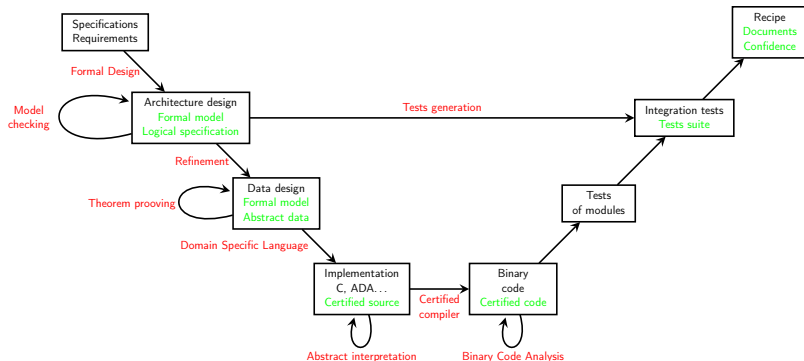 Specifications
Requirements
Recipe
Documents
Confidence
Formal Design
Model
checking
Architecture design
Formal model
Logical specification
Tests generation
Integration tests
Tests suite
Refinement
Theorem prooving
Data design
Formal model
Abstract data
Tests
of modules
Domain Specific Language
Implementation
C, ADA...
Certified source
Certified
compiler
Binary
code
Certified code
Abstract interpretation
Binary Code Analysis